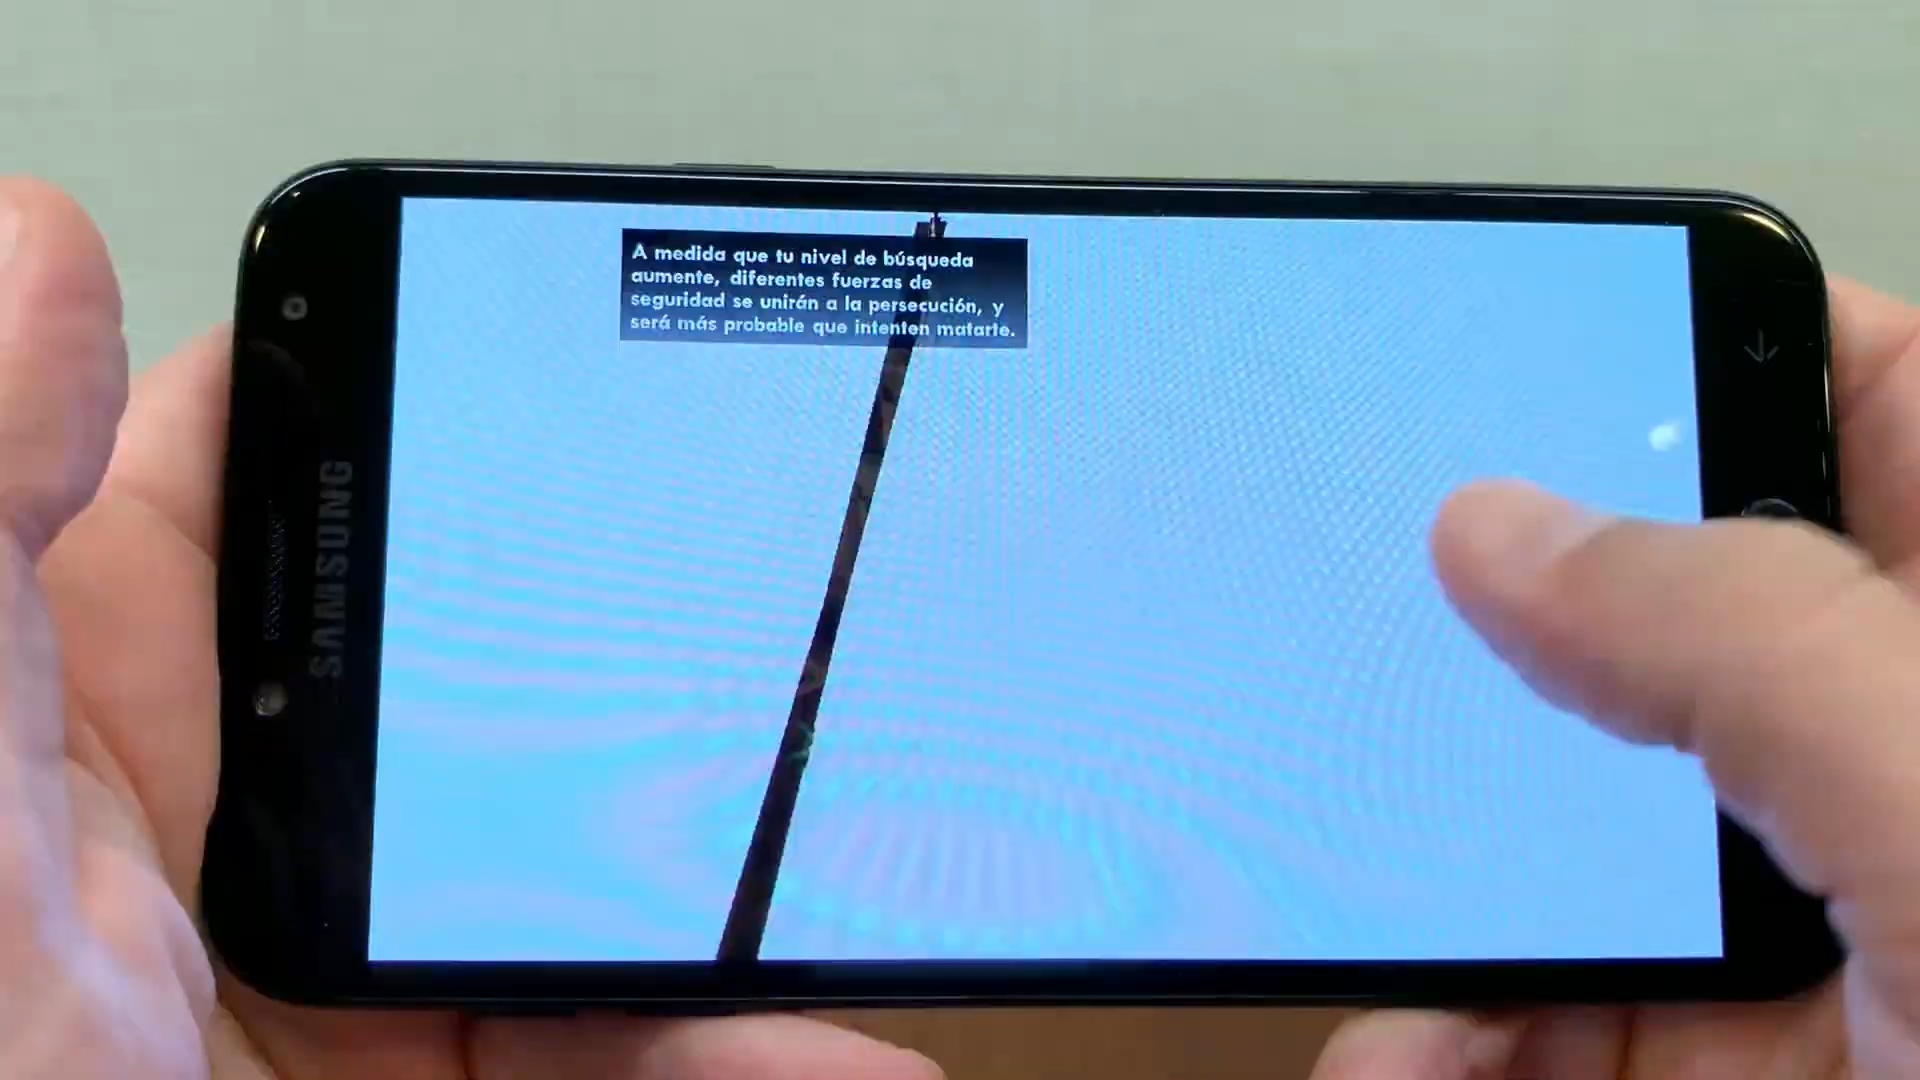 A medida que tu nivel de búsqueda
aumente, diferentes fuerzas de
seguridad se unirán a la persecución, y
será más probable que intenten matarte.
SAMSUNG